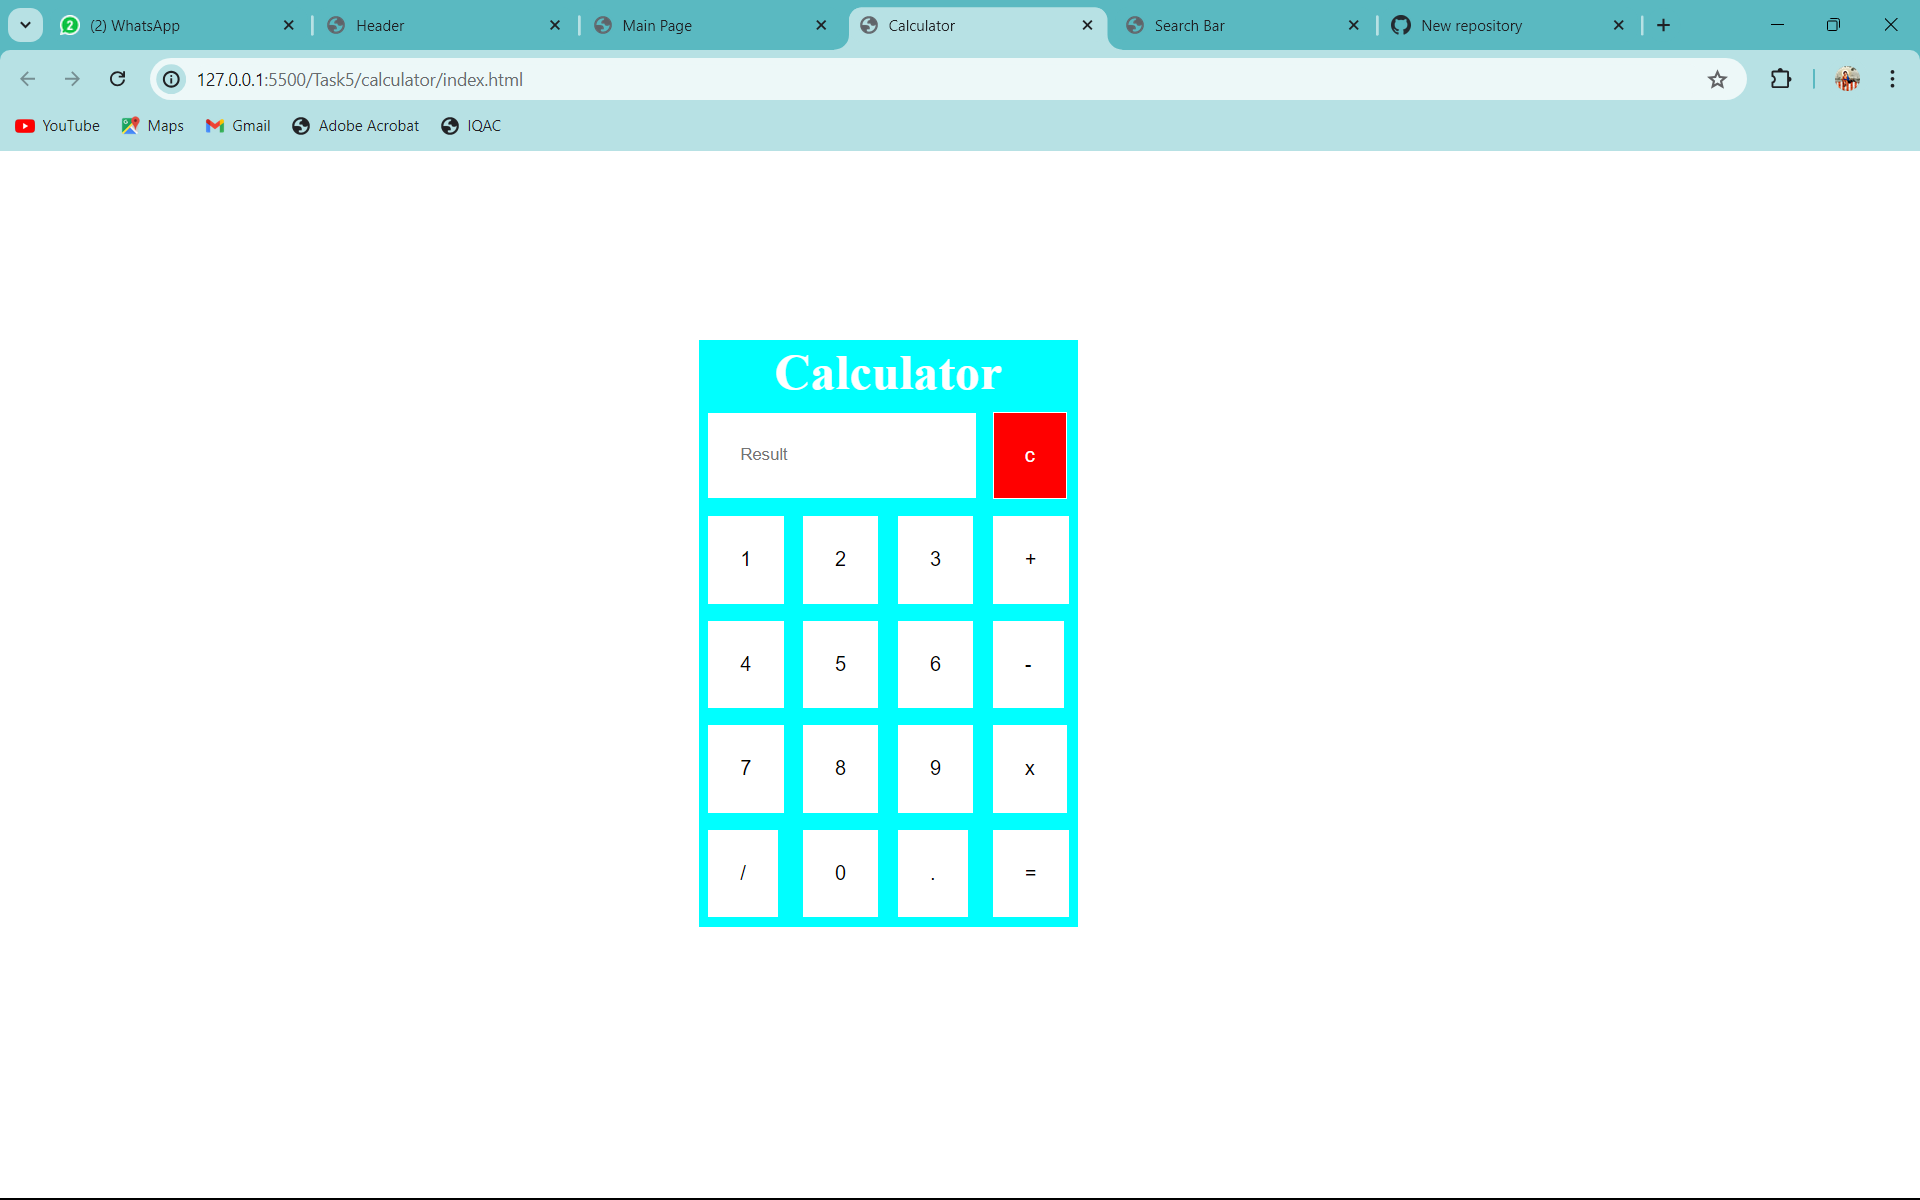 (2) WhatsApp Header Main Page Calculator Search Bar New repository
127.0.0.1:5500/Task5/calculator/index.html
YouTube Maps Gmail Adobe Acrobat IQAC
Calculator
Result c
1 2 3 +
4 5 6 -
7 8 9 x
/ 0 . =